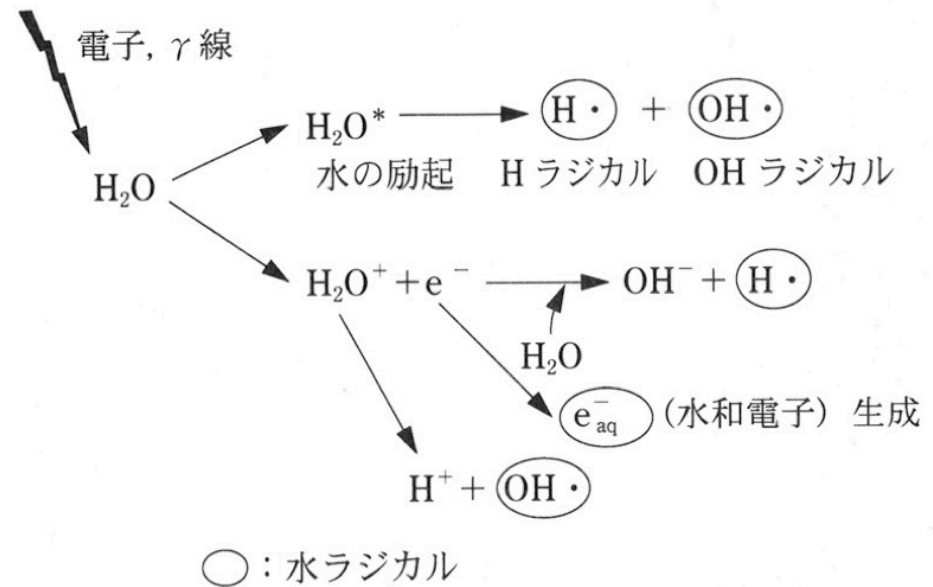 電子, γ線
H₂O* → H・ + OH・
水の励起 Hラジカル OHラジカル
H₂O
H₂O⁺ + e⁻ → OH⁻ + H・
H₂O
e⁻aq (水和電子) 生成
H⁺ + OH・
○ : 水ラジカル